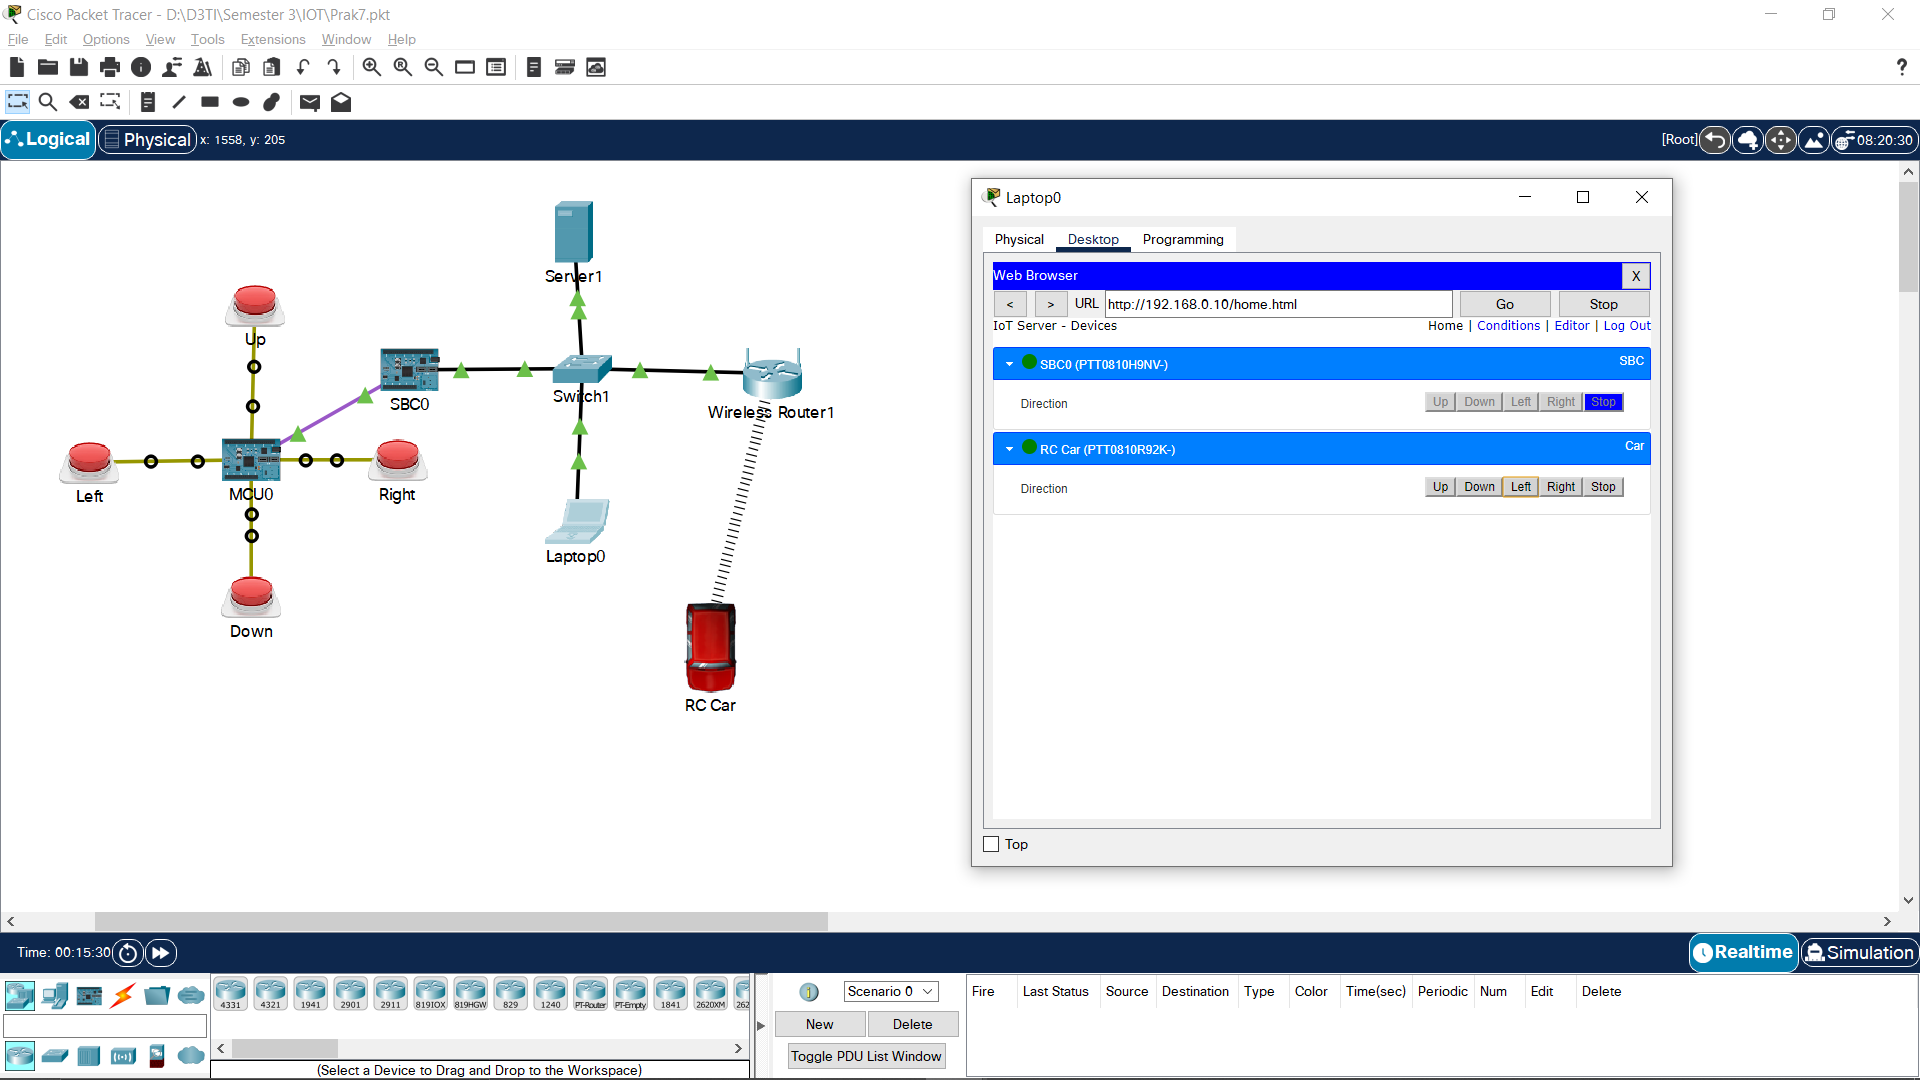 Cisco Packet Tracer - D:\D3TI\Semester 3\IOT\Prak7.pkt
File Edit Options View Tools Extensions Window Help
?
Logical Physical x: 1558, y: 205 [Root] 08:20:30
Server1
Up
SBC0
Switch1
Wireless Router1
Left
MCU0
Right
Laptop0
Down
RC Car
Laptop0
Physical Desktop Programming
Web Browser X
< > URL http://192.168.0.10/home.html Go Stop
IoT Server - Devices Home | Conditions | Editor | Log Out
SBC0 (PTT0810H9NV-) SBC
Direction Up Down Left Right Stop
RC Car (PTT0810R92K-) Car
Direction Up Down Left Right Stop
Top
Time: 00:15:30 Realtime Simulation
4331 4321 1941 2901 2911 819IOX 819HGW 829 1240 PT-Router PT-Empty 1841 2620XM 262
(Select a Device to Drag and Drop to the Workspace)
Scenario 0
New Delete
Toggle PDU List Window
Fire Last Status Source Destination Type Color Time(sec) Periodic Num Edit Delete